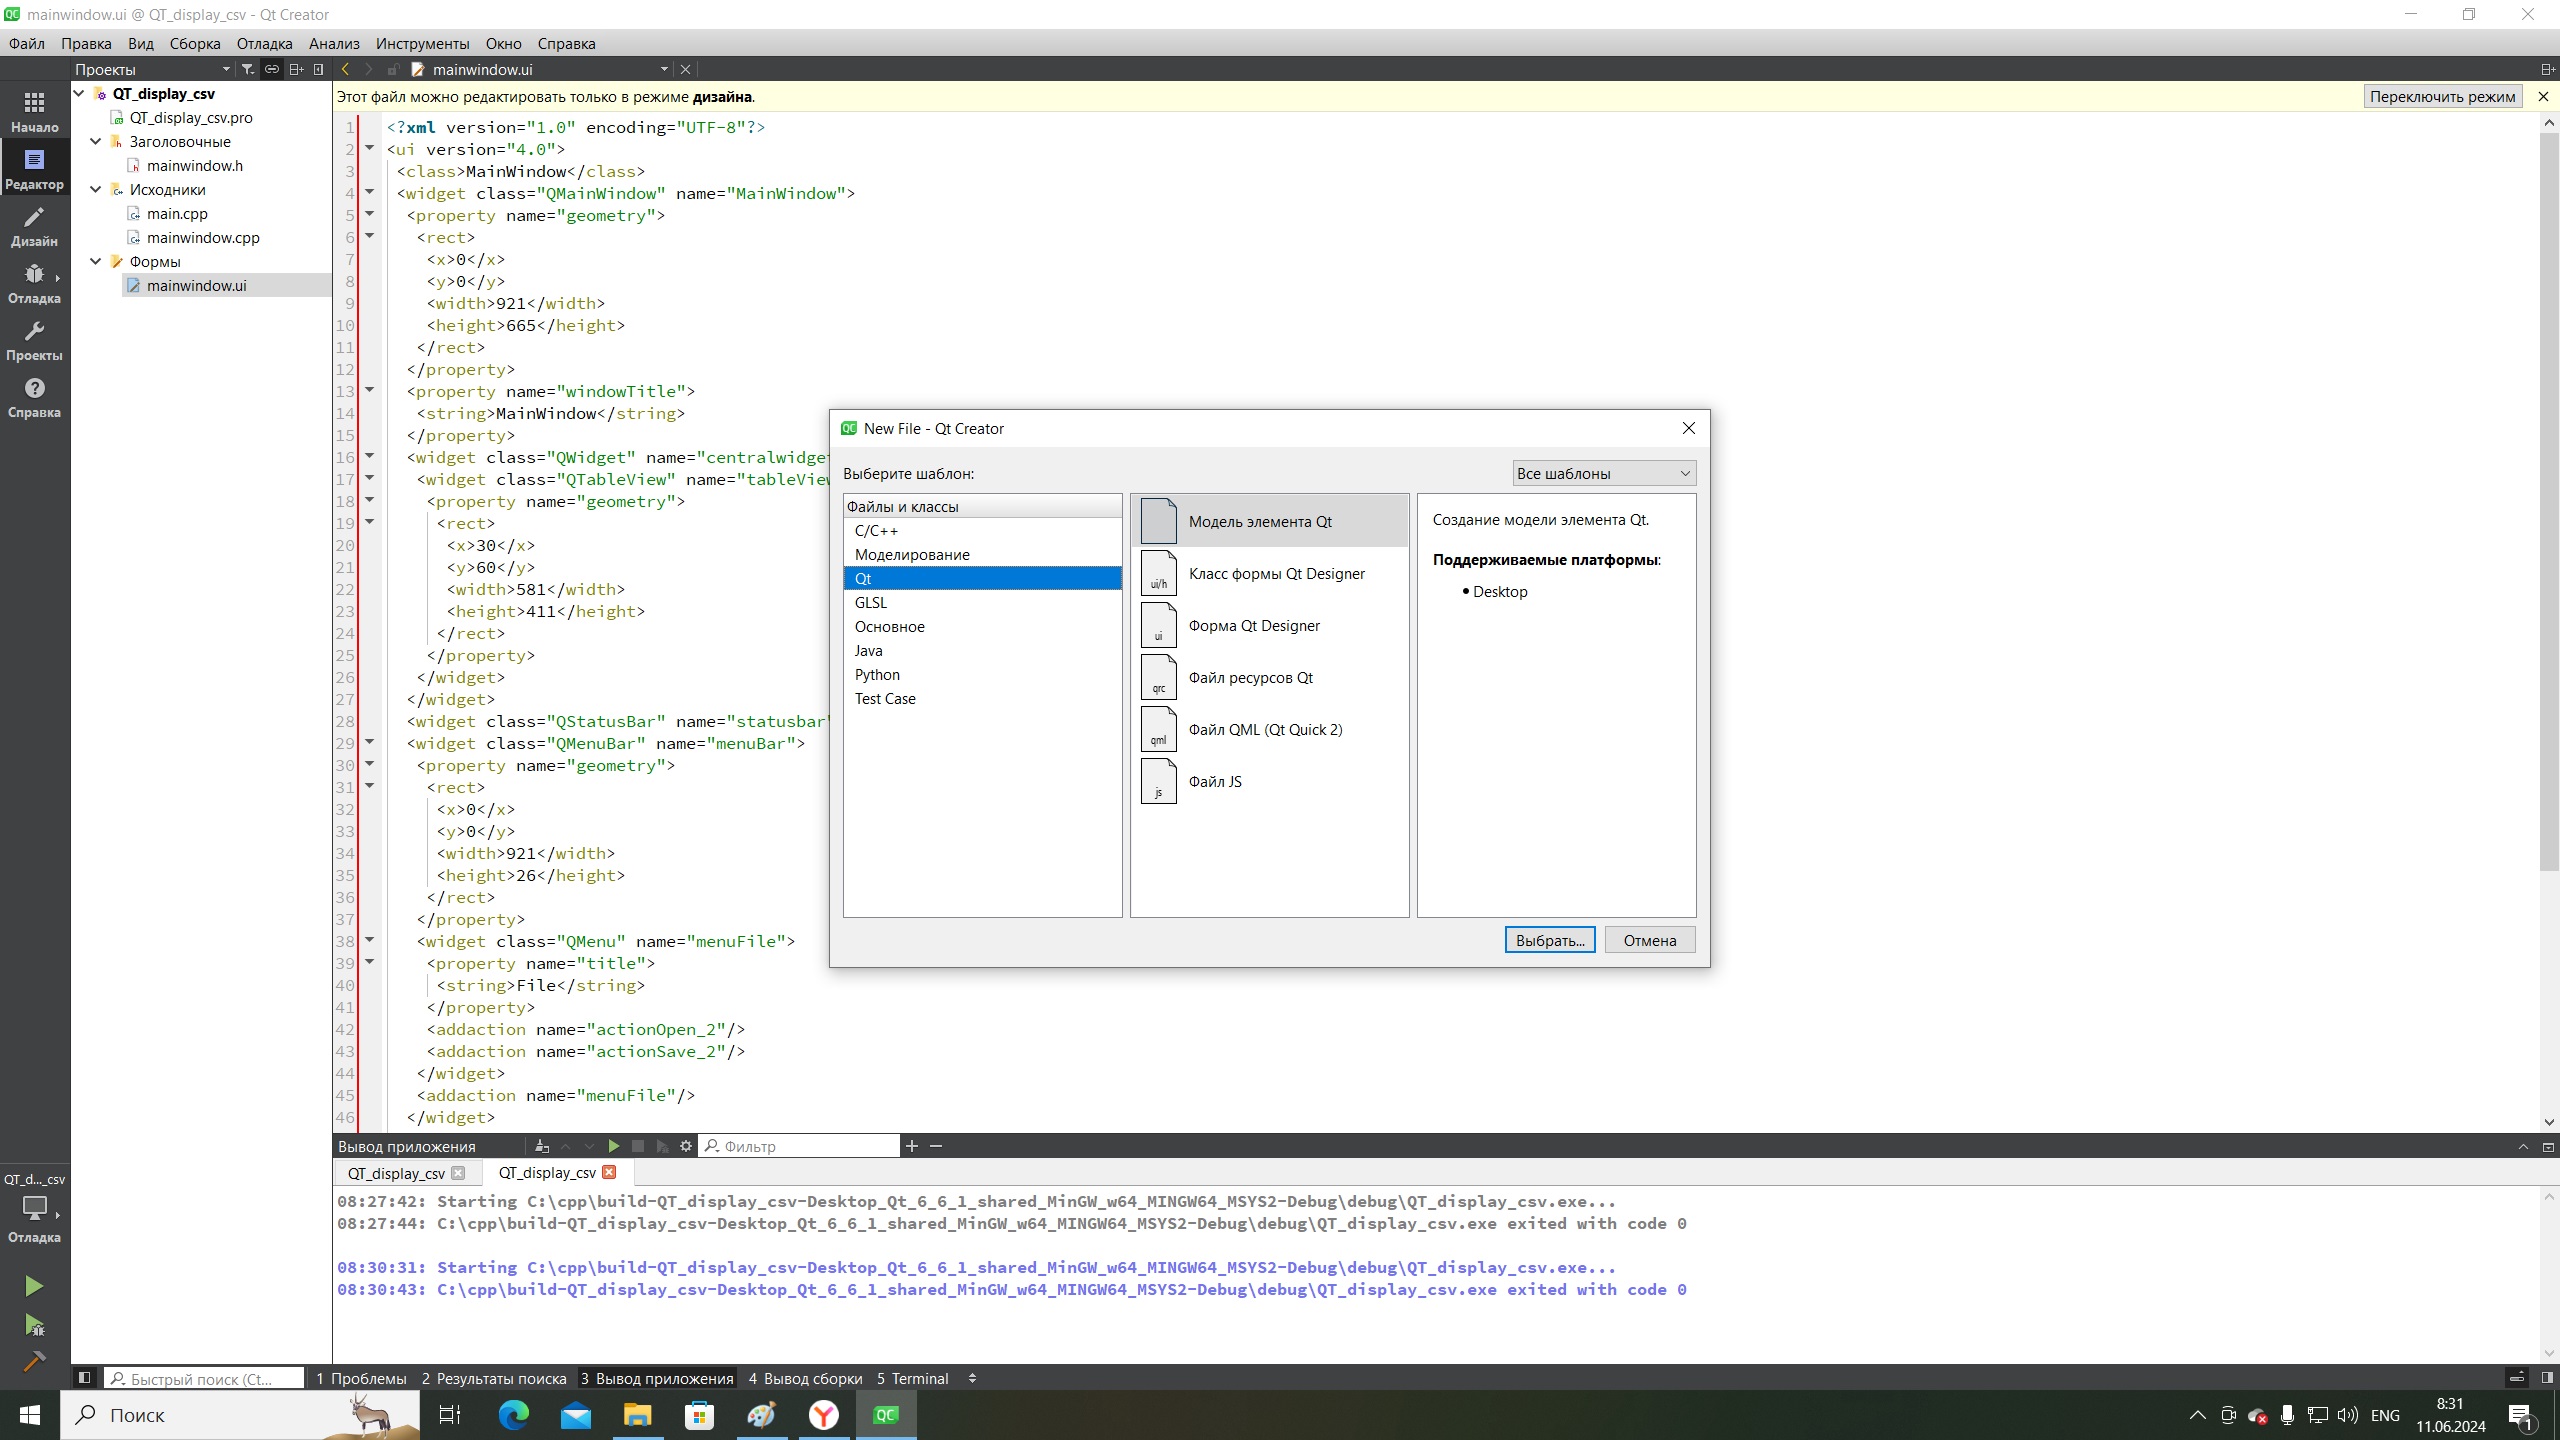 mainwindow.ui @ QT_display_csv - Qt Creator
Файл Правка Вид Сборка Отладка Анализ Инструменты Окно Справка
Проекты
mainwindow.ui
Начало
Редактор
Дизайн
Отладка
Проекты
Справка
QT_display_csv
QT_display_csv.pro
Заголовочные
mainwindow.h
Исходники
main.cpp
mainwindow.cpp
Формы
mainwindow.ui
Этот файл можно редактировать только в режиме дизайна.
Переключить режим
1 <?xml version="1.0" encoding="UTF-8"?>
2 <ui version="4.0">
3 <class>MainWindow</class>
4 <widget class="QMainWindow" name="MainWindow">
5 <property name="geometry">
6 <rect>
7 <x>0</x>
8 <y>0</y>
9 <width>921</width>
10 <height>665</height>
11 </rect>
12 </property>
13 <property name="windowTitle">
14 <string>MainWindow</string>
15 </property>
16 <widget class="QWidget" name="centralwidget
17 <widget class="QTableView" name="tableView
18 <property name="geometry">
19 <rect>
20 <x>30</x>
21 <y>60</y>
22 <width>581</width>
23 <height>411</height>
24 </rect>
25 </property>
26 </widget>
27 </widget>
28 <widget class="QStatusBar" name="statusbar"
29 <widget class="QMenuBar" name="menuBar">
30 <property name="geometry">
31 <rect>
32 <x>0</x>
33 <y>0</y>
34 <width>921</width>
35 <height>26</height>
36 </rect>
37 </property>
38 <widget class="QMenu" name="menuFile">
39 <property name="title">
40 <string>File</string>
41 </property>
42 <addaction name="actionOpen_2"/>
43 <addaction name="actionSave_2"/>
44 </widget>
45 <addaction name="menuFile"/>
46 </widget>
New File - Qt Creator
Выберите шаблон:
Все шаблоны
Файлы и классы
C/C++
Моделирование
Qt
GLSL
Основное
Java
Python
Test Case
Модель элемента Qt
ui/h Класс формы Qt Designer
ui Форма Qt Designer
qrc Файл ресурсов Qt
qml Файл QML (Qt Quick 2)
js Файл JS
Создание модели элемента Qt.
Поддерживаемые платформы:
• Desktop
Выбрать... Отмена
Вывод приложения
Фильтр
QT_display_csv QT_display_csv
08:27:42: Starting C:\cpp\build-QT_display_csv-Desktop_Qt_6_6_1_shared_MinGW_w64_MINGW64_MSYS2-Debug\debug\QT_display_csv.exe...
08:27:44: C:\cpp\build-QT_display_csv-Desktop_Qt_6_6_1_shared_MinGW_w64_MINGW64_MSYS2-Debug\debug\QT_display_csv.exe exited with code 0
08:30:31: Starting C:\cpp\build-QT_display_csv-Desktop_Qt_6_6_1_shared_MinGW_w64_MINGW64_MSYS2-Debug\debug\QT_display_csv.exe...
08:30:43: C:\cpp\build-QT_display_csv-Desktop_Qt_6_6_1_shared_MinGW_w64_MINGW64_MSYS2-Debug\debug\QT_display_csv.exe exited with code 0
QT_d..._csv
Отладка
Быстрый поиск (Ct...
1 Проблемы 2 Результаты поиска 3 Вывод приложения 4 Вывод сборки 5 Terminal
Поиск
QC
ENG
8:31
11.06.2024
1